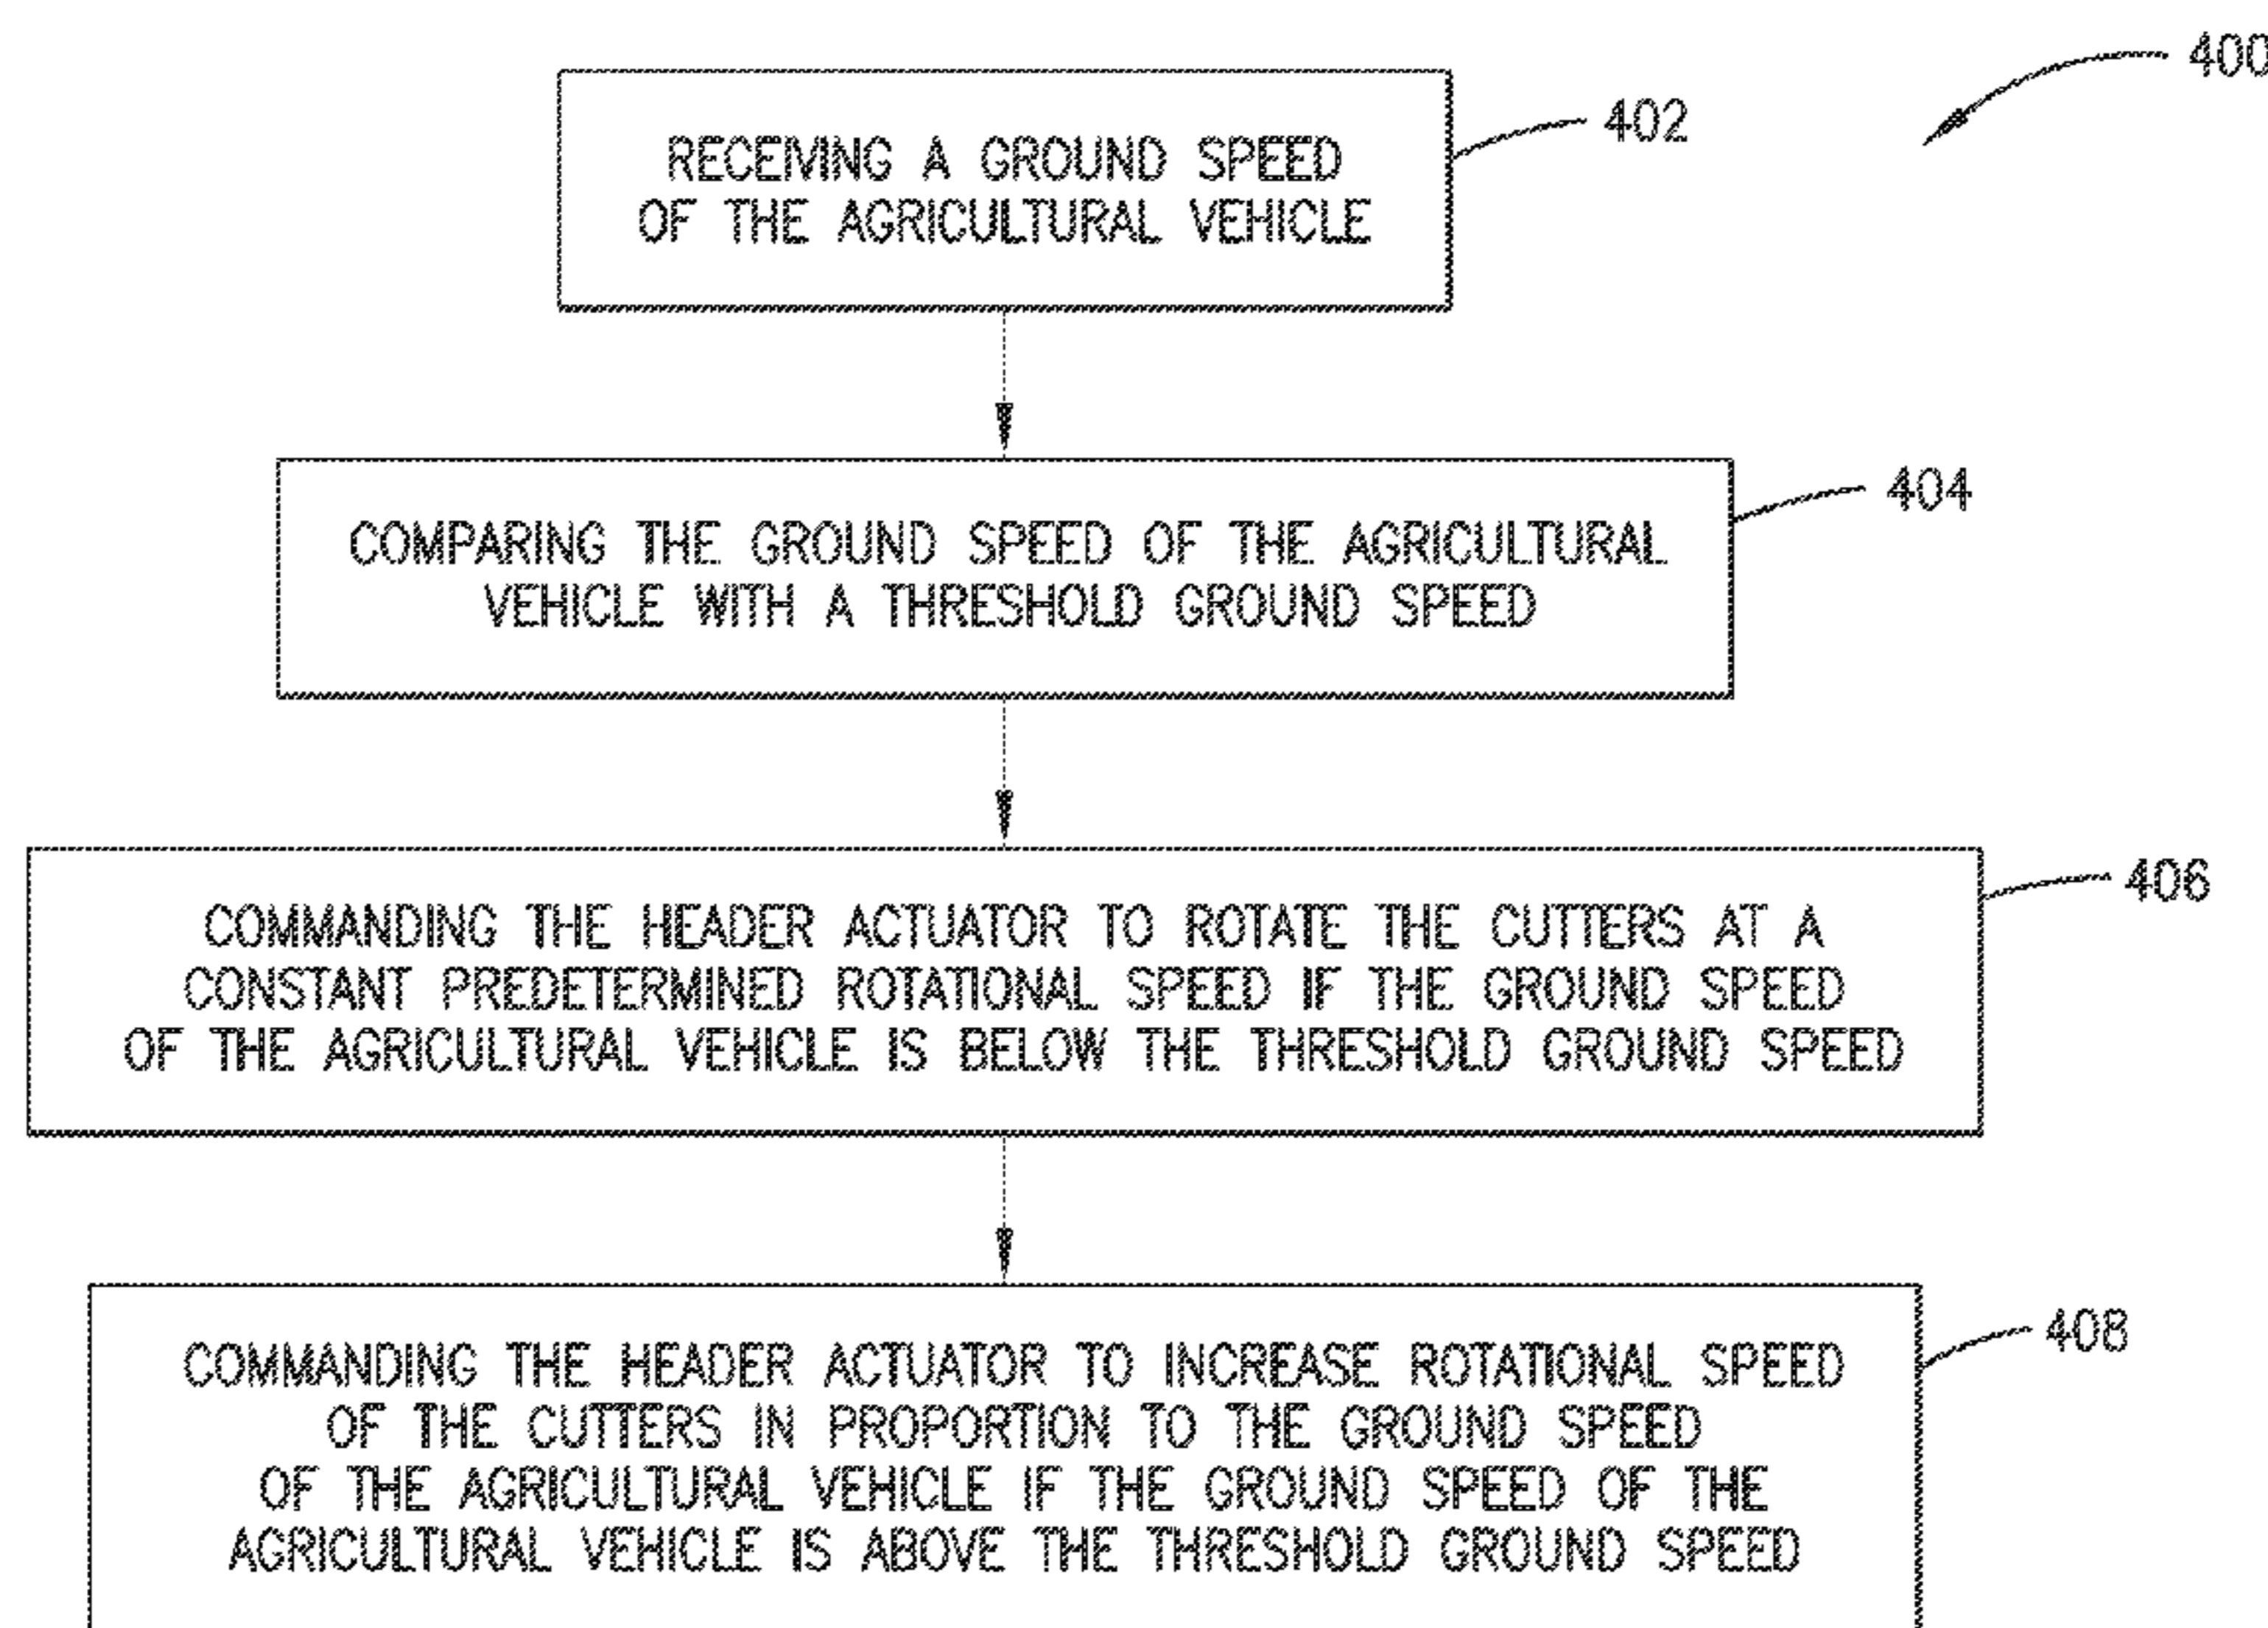 400
RECEIVING A GROUND SPEED
OF THE AGRICULTURAL VEHICLE
402
COMPARING THE GROUND SPEED OF THE AGRICULTURAL
VEHICLE WITH A THRESHOLD GROUND SPEED
404
COMMANDING THE HEADER ACTUATOR TO ROTATE THE CUTTERS AT A
CONSTANT PREDETERMINED ROTATIONAL SPEED IF THE GROUND SPEED
OF THE AGRICULTURAL VEHICLE IS BELOW THE THRESHOLD GROUND SPEED
406
COMMANDING THE HEADER ACTUATOR TO INCREASE ROTATIONAL SPEED
OF THE CUTTERS IN PROPORTION TO THE GROUND SPEED
OF THE AGRICULTURAL VEHICLE IF THE GROUND SPEED OF THE
AGRICULTURAL VEHICLE IS ABOVE THE THRESHOLD GROUND SPEED
408